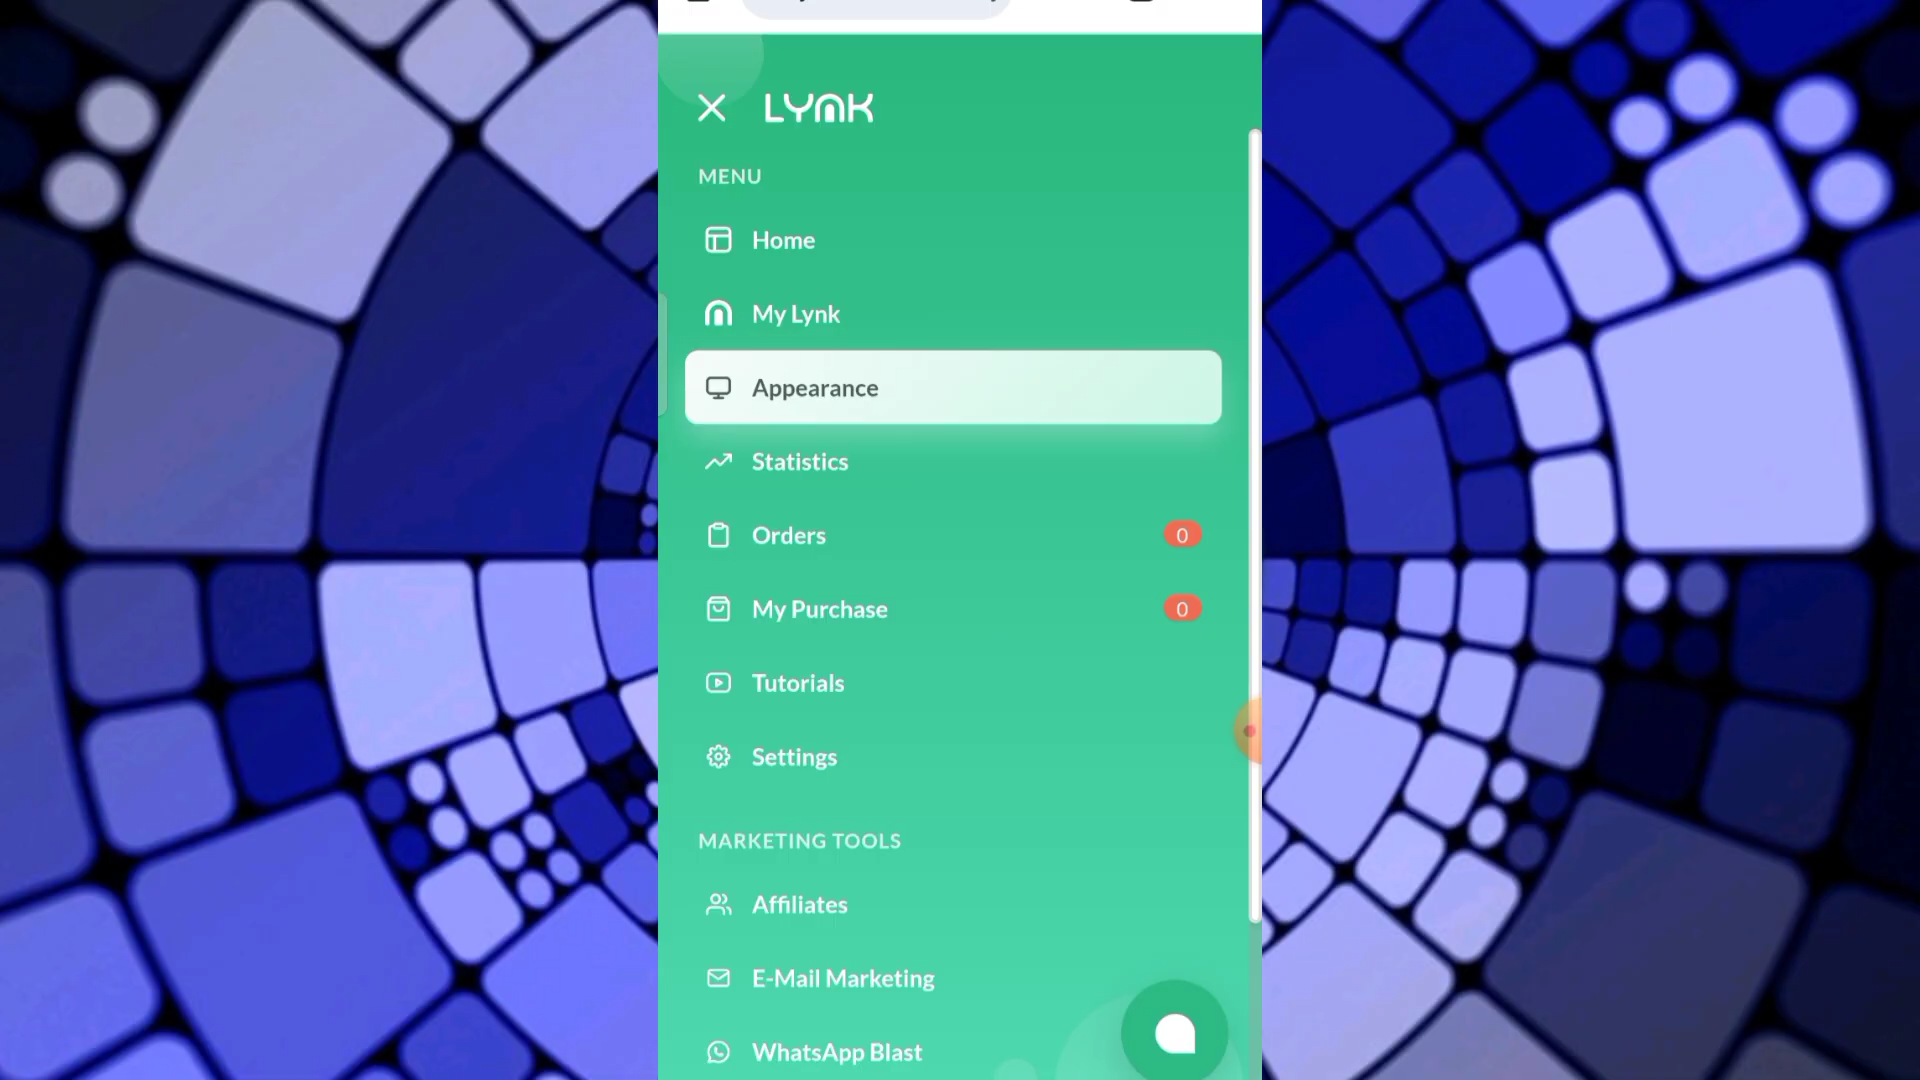 LYNK
MENU
Home
My Lynk
Appearance
Statistics
Orders 0
My Purchase 0
Tutorials
Settings
MARKETING TOOLS
Affiliates
E-Mail Marketing
WhatsApp Blast